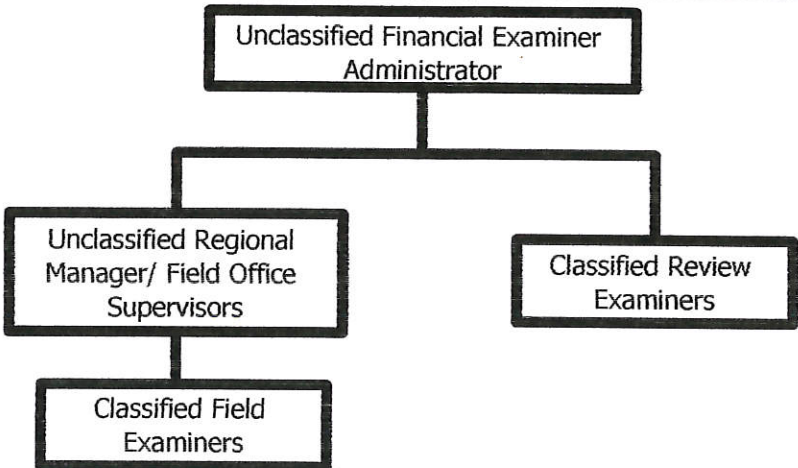 Unclassified Financial Examiner
Administrator
Unclassified Regional
Manager/ Field Office
Supervisors
Classified Review
Examiners
Classified Field
Examiners